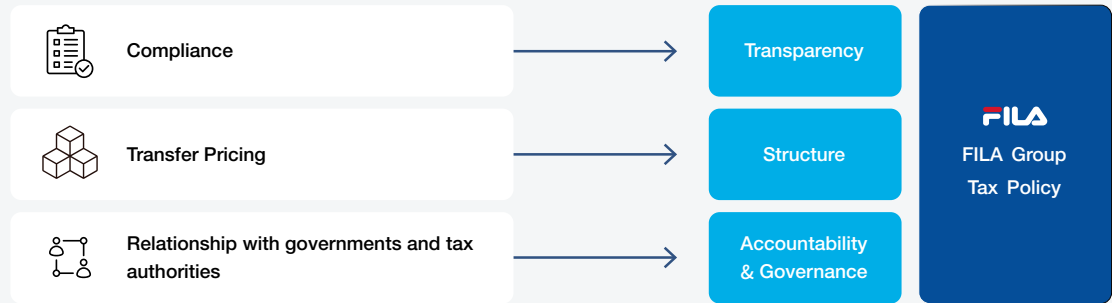 Compliance
Transparency
Transfer Pricing
Structure
Relationship with governments and tax
authorities
Accountability
& Governance
FILA
FILA Group
Tax Policy